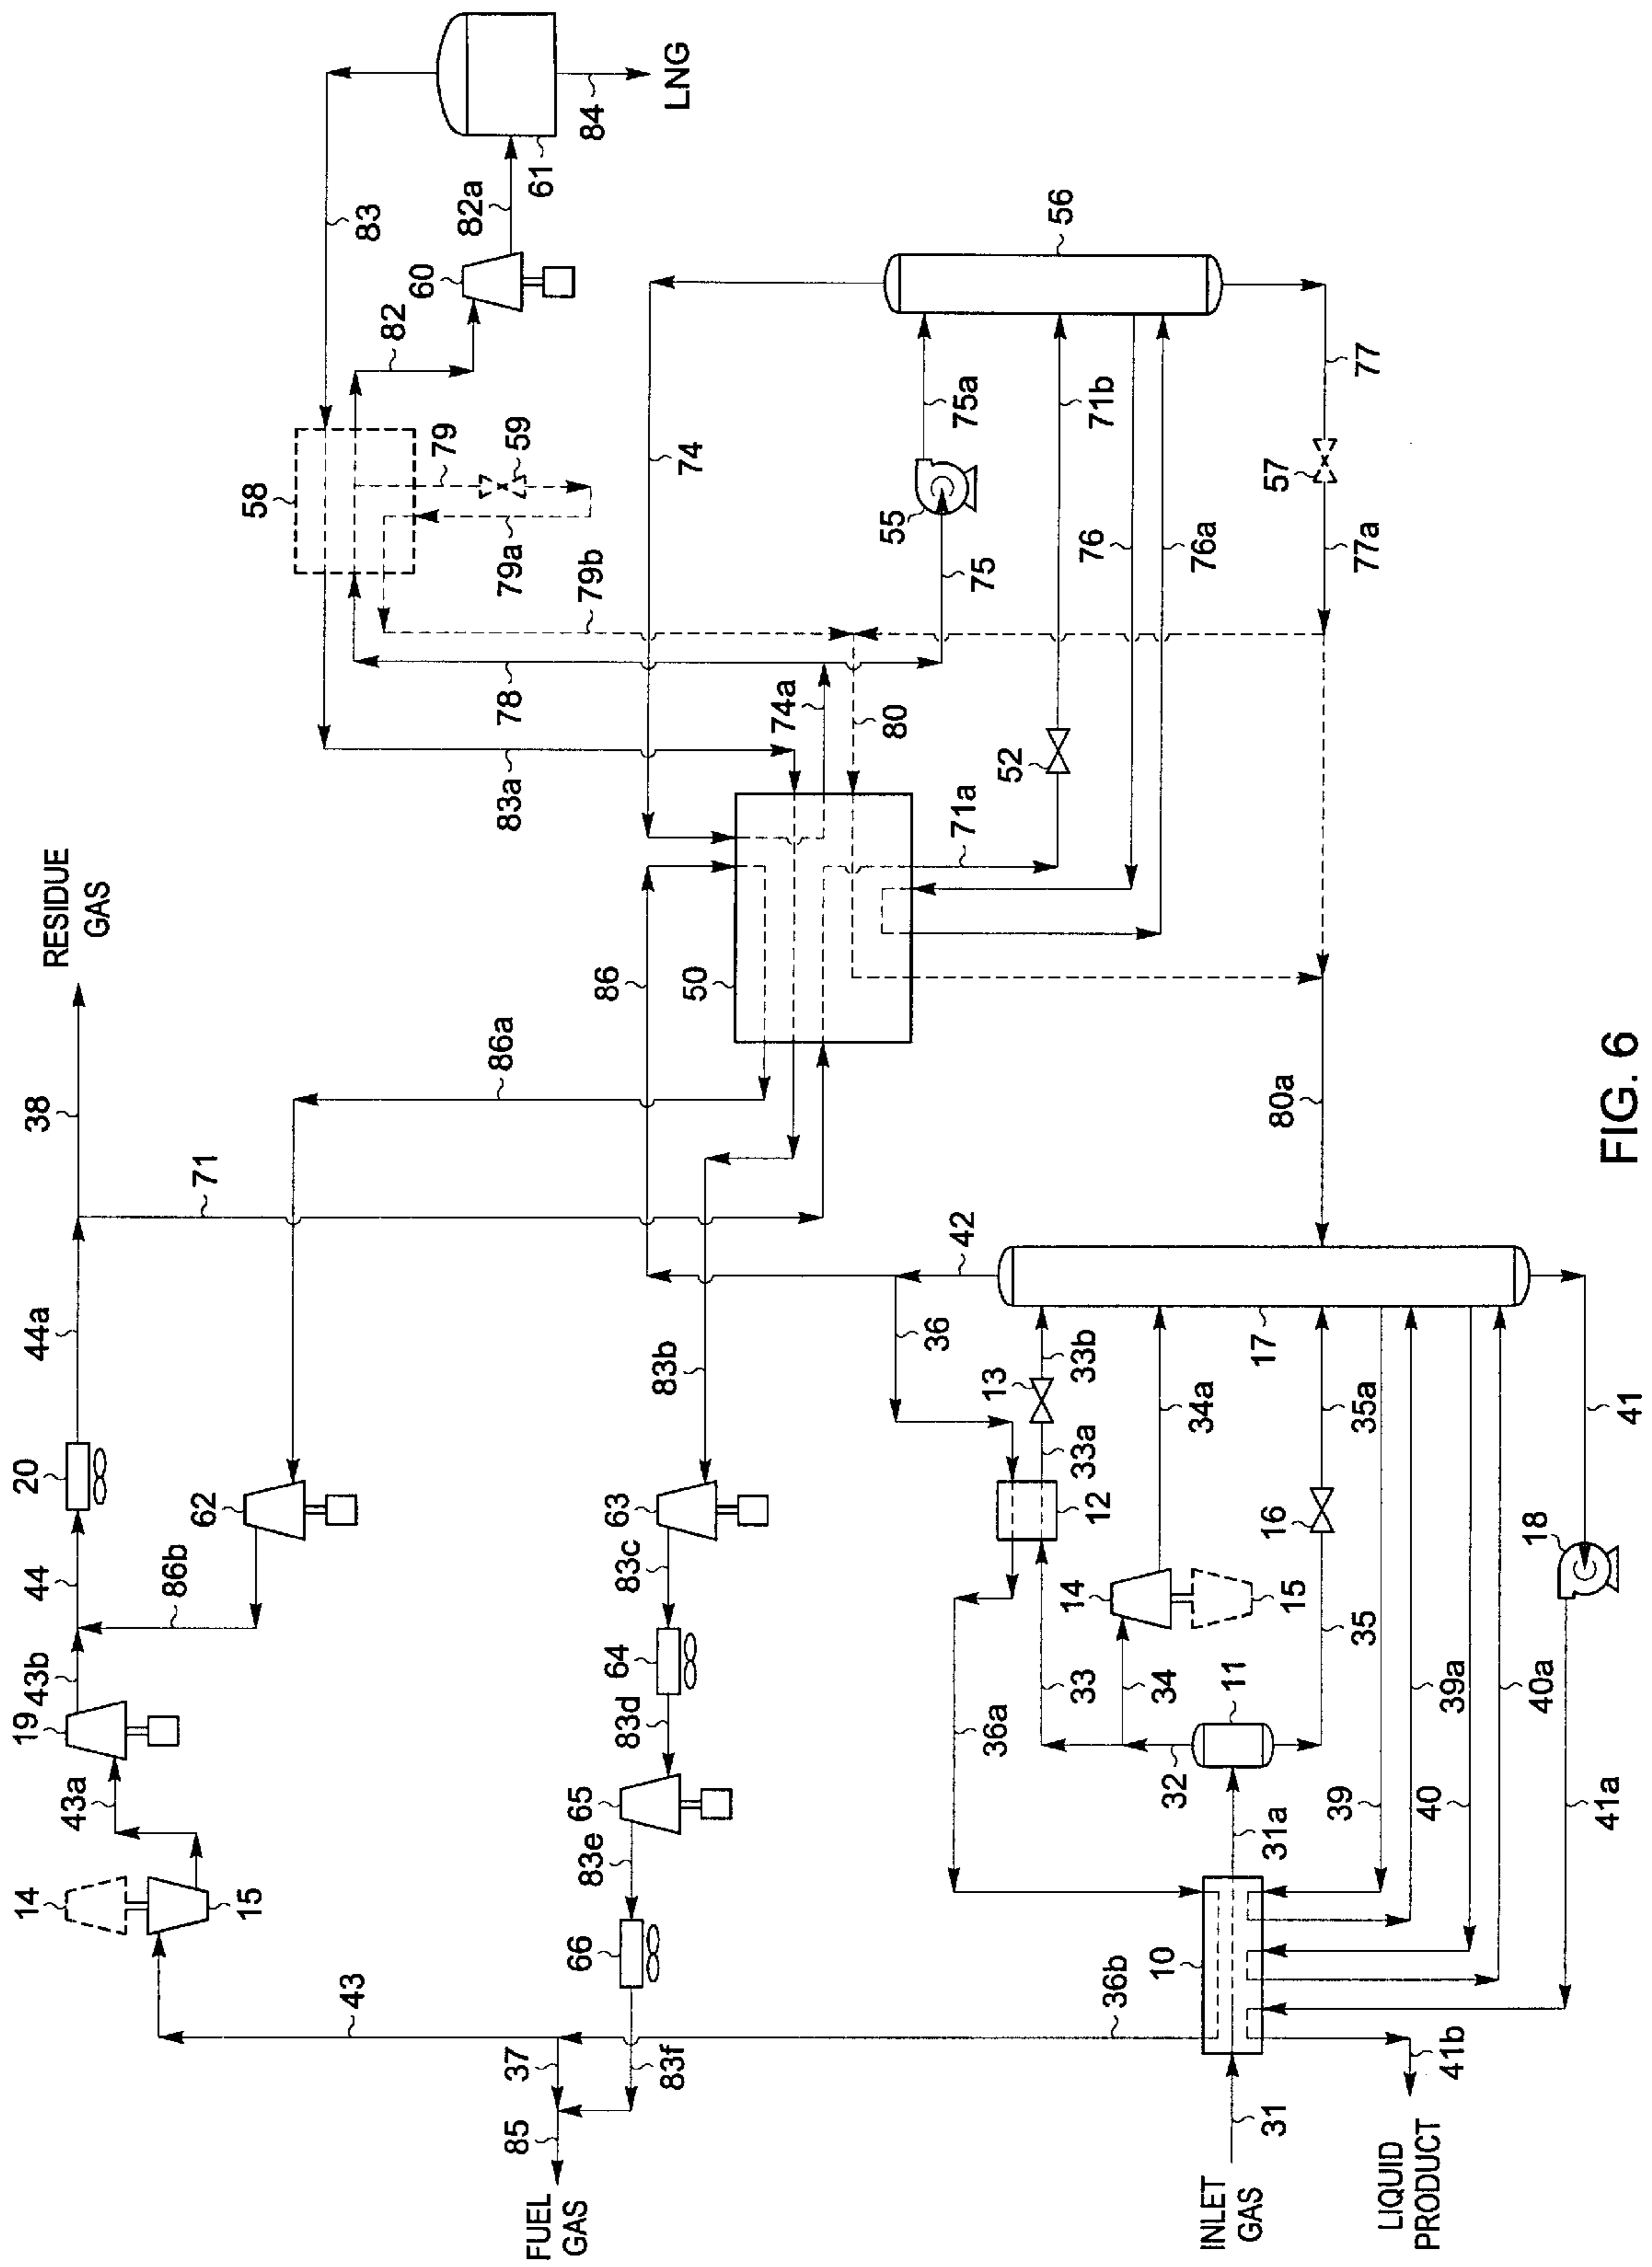 RESIDUE
GAS
38
71
44a
20
44
62
86b
43b
19
43a
14
15
43
86a
86
50
83a
78
74a
80
58
83
82
79
59
79a
79b
60
82a
61
84
LNG
74
55
75a
75
56
71b
76
76a
77
57
77a
52
71a
80a
83b
63
83c
64
83d
65
83e
66
83f
37
85
FUEL
GAS
42
36
13
33b
33a
12
17
34a
35a
14
15
16
18
41
33
34
35
11
32
36a
31a
39
39a
40
40a
41a
10
36b
31
41b
INLET
GAS
LIQUID
PRODUCT
FIG. 6